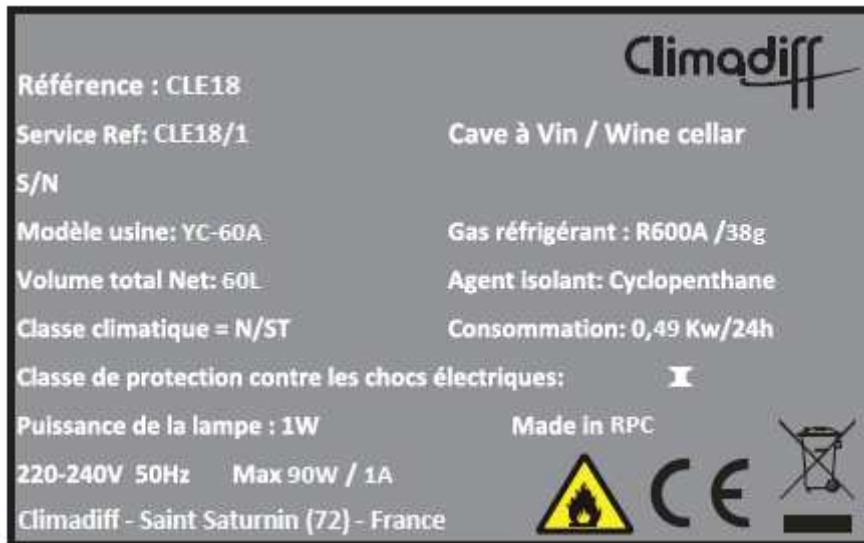 Climadiff
Référence : CLE18
Service Ref: CLE18/1 Cave à Vin / Wine cellar
S/N
Modèle usine: YC-60A Gas réfrigérant : R600A /38g
Volume total Net: 60L Agent isolant: Cyclopenthane
Classe climatique = N/ST Consommation: 0,49 Kw/24h
Classe de protection contre les chocs électriques: I
Puissance de la lampe : 1W Made in RPC
220-240V 50Hz Max 90W / 1A
CE
Climadiff - Saint Saturnin (72) - France